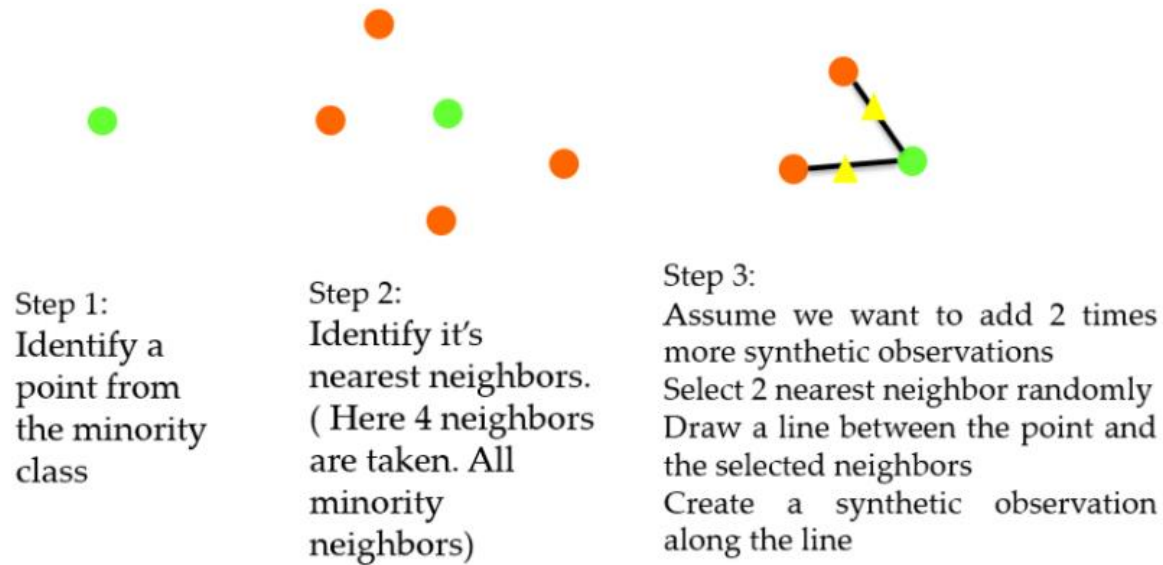 Step 1:
Identify a
point from
the minority
class
Step 2:
Identify it's
nearest neighbors.
( Here 4 neighbors
are taken. All
minority
neighbors)
Step 3:
Assume we want to add 2 times
more synthetic observations
Select 2 nearest neighbor randomly
Draw a line between the point and
the selected neighbors
Create a synthetic observation
along the line